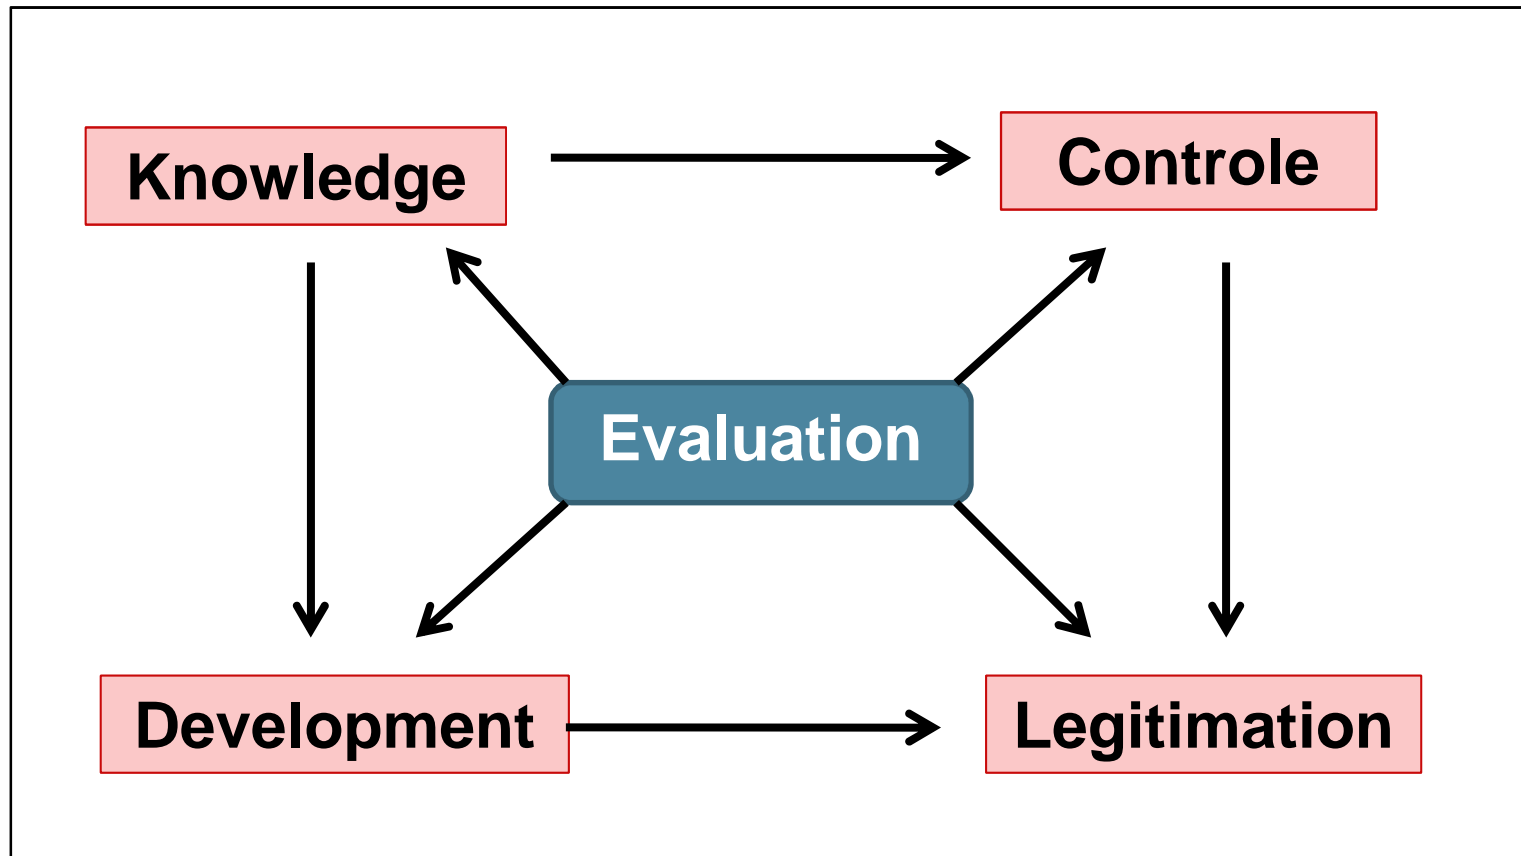 Knowledge
Controle
Evaluation
Development
Legitimation